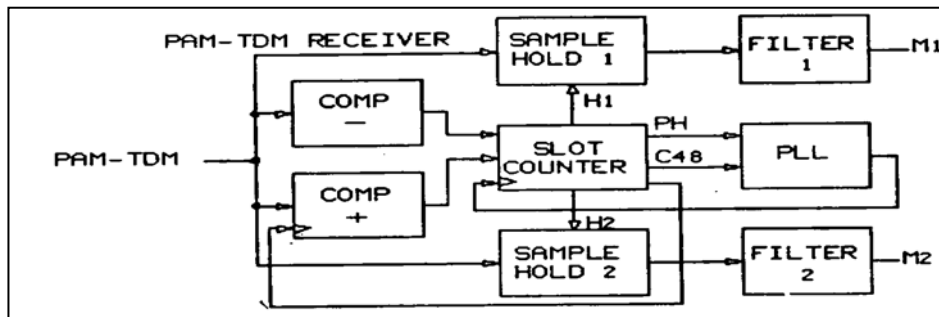 PAM-TDM RECEIVER
SAMPLE
HOLD 1
FILTER
1
M1
H1
COMP
-
PAM-TDM
SLOT
COUNTER
PH
C48
PLL
COMP
+
H2
SAMPLE
HOLD 2
FILTER
2
M2